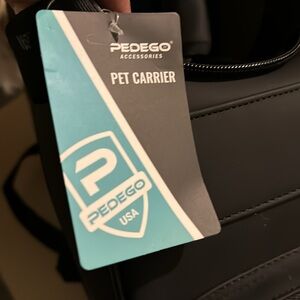 PEDEGO®
ACCESSORIES
PET CARRIER
P
PEDEGO
USA